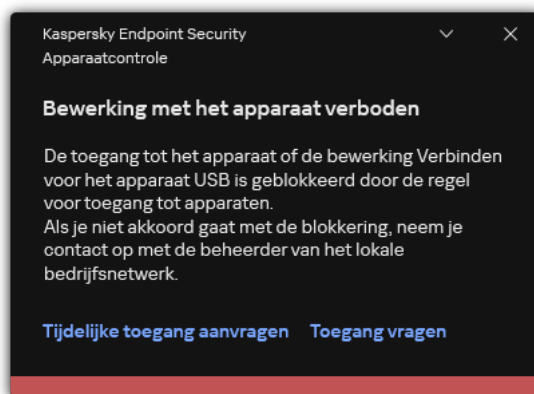 Kaspersky Endpoint Security
Apparaatcontrole
Bewerking met het apparaat verboden
De toegang tot het apparaat of de bewerking Verbinden
voor het apparaat USB is geblokkeerd door de regel
voor toegang tot apparaten.
Als je niet akkoord gaat met de blokkering, neem je
contact op met de beheerder van het lokale
bedrijfsnetwerk.
Tijdelijke toegang aanvragen Toegang vragen